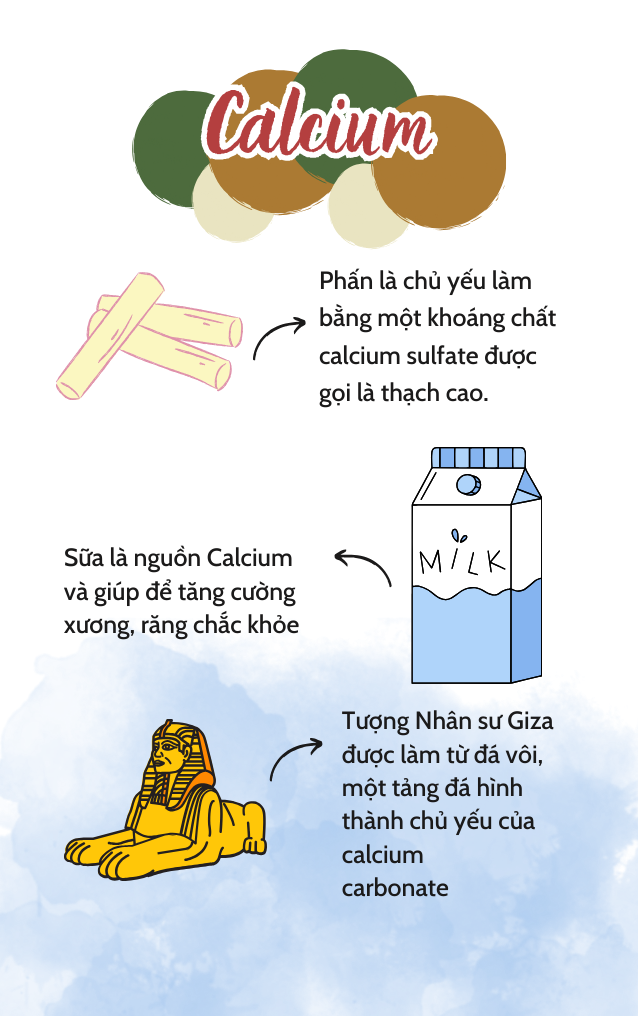 Calcium
Phấn là chủ yếu làm
bằng một khoáng chất
calcium sulfate được
gọi là thạch cao.
MILK
Sữa là nguồn Calcium
và giúp để tăng cường
xương, răng chắc khỏe
Tượng Nhân sư Giza
được làm từ đá vôi,
một tảng đá hình
thành chủ yếu của
calcium
carbonate